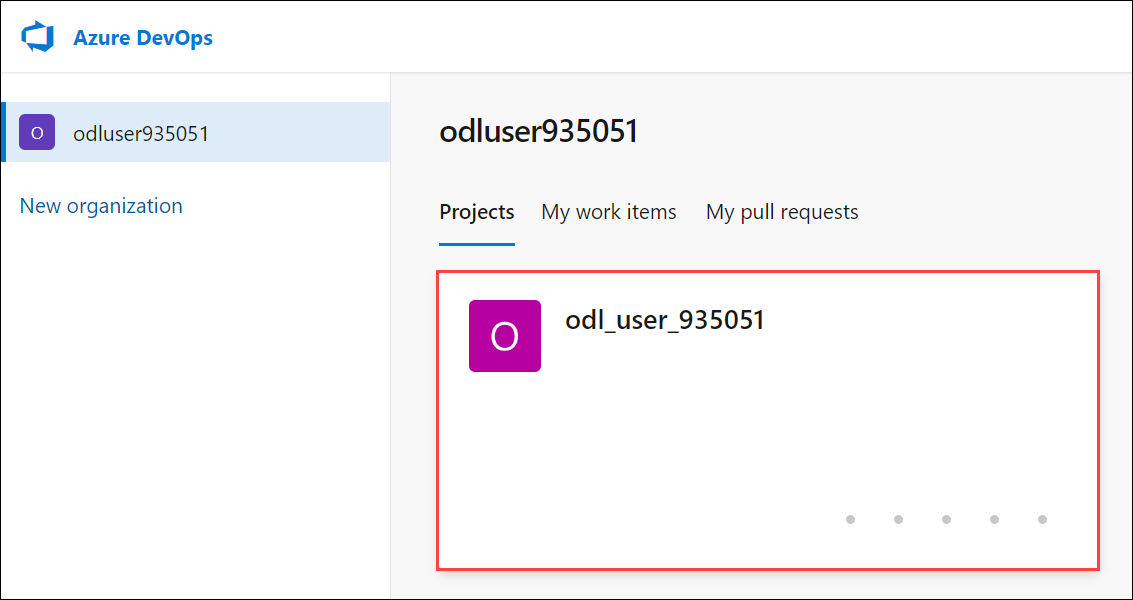 Azure DevOps
O odluser935051
New organization
odluser935051
Projects My work items My pull requests
O odl_user_935051